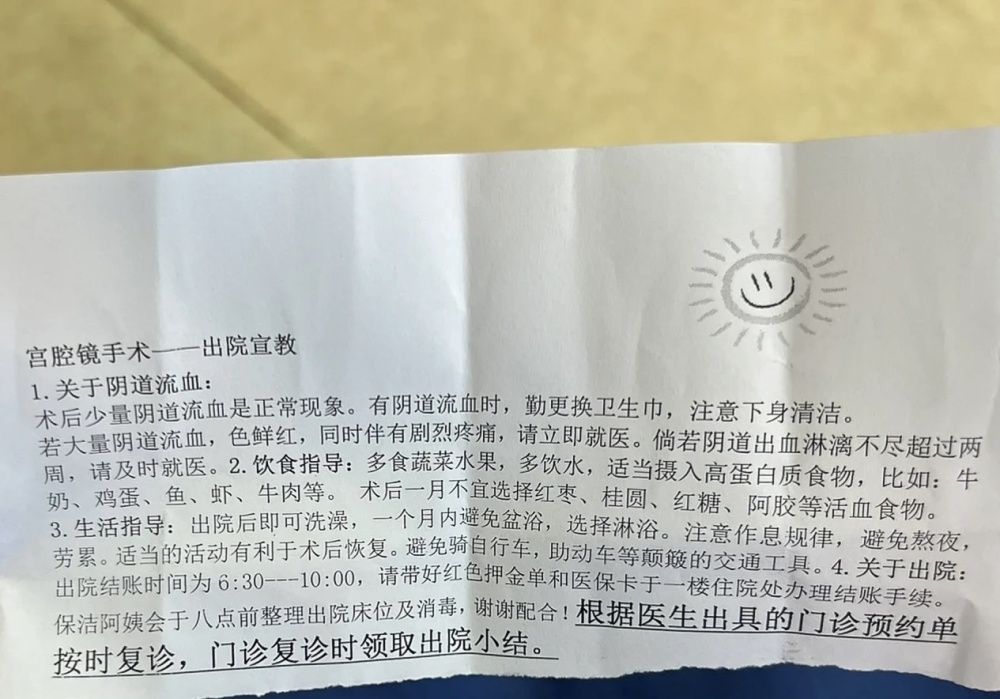 宫腔镜手术——出院宣教
1. 关于阴道流血：
术后少量阴道流血是正常现象。有阴道流血时，勤更换卫生巾，注意下身清洁。
若大量阴道流血，色鲜红，同时伴有剧烈疼痛，请立即就医。倘若阴道出血淋漓不尽超过两
周，请及时就医。2. 饮食指导：多食蔬菜水果，多饮水，适当摄入高蛋白质食物，比如：牛
奶、鸡蛋、鱼、虾、牛肉等。 术后一月不宜选择红枣、桂圆、红糖、阿胶等活血食物。
3. 生活指导：出院后即可洗澡，一个月内避免盆浴，选择淋浴。注意作息规律，避免熬夜，
劳累。适当的活动有利于术后恢复。避免骑自行车，助动车等颠簸的交通工具。4. 关于出院：
出院结账时间为 6:30---10:00，请带好红色押金单和医保卡于一楼住院处办理结账手续。
保洁阿姨会于八点前整理出院床位及消毒，谢谢配合！根据医生出具的门诊预约单
按时复诊，门诊复诊时领取出院小结。